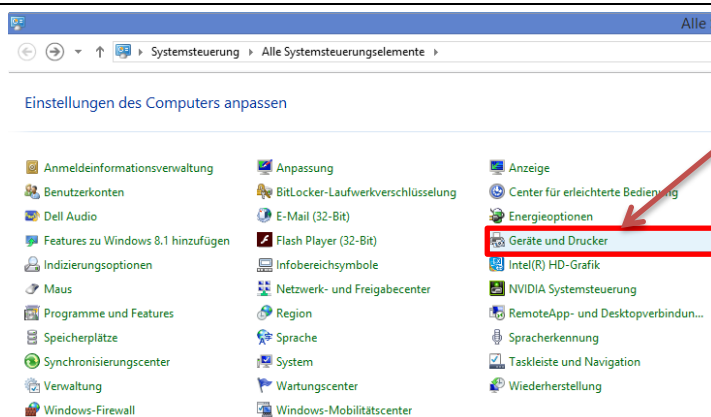 Alle
Systemsteuerung Alle Systemsteuerungselemente
Einstellungen des Computers anpassen
Anmeldeinformationsverwaltung Anpassung Anzeige
Benutzerkonten BitLocker-Laufwerkverschlüsselung Center für erleichterte Bedienung
Dell Audio E-Mail (32-Bit) Energieoptionen
Features zu Windows 8.1 hinzufügen Flash Player (32-Bit) Geräte und Drucker
Indizierungsoptionen Infobereichsymbole Intel(R) HD-Grafik
Maus Netzwerk- und Freigabecenter NVIDIA Systemsteuerung
Programme und Features Region RemoteApp- und Desktopverbindun...
Speicherplätze Sprache Spracherkennung
Synchronisierungscenter System Taskleiste und Navigation
Verwaltung Wartungscenter Wiederherstellung
Windows-Firewall Windows-Mobilitätscenter